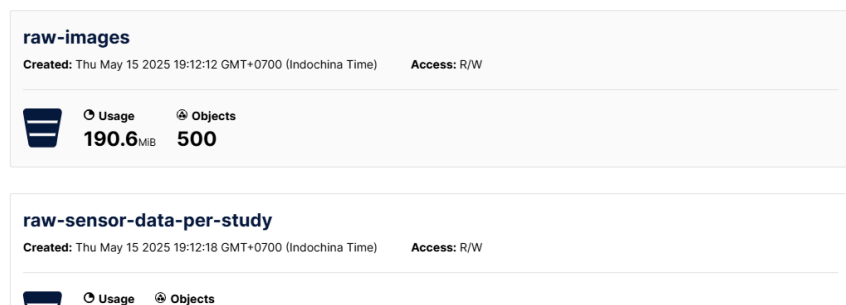 raw-images
Created: Thu May 15 2025 19:12:12 GMT+0700 (Indochina Time) Access: R/W
Usage Objects
190.6MiB 500
raw-sensor-data-per-study
Created: Thu May 15 2025 19:12:18 GMT+0700 (Indochina Time) Access: R/W
Usage Objects